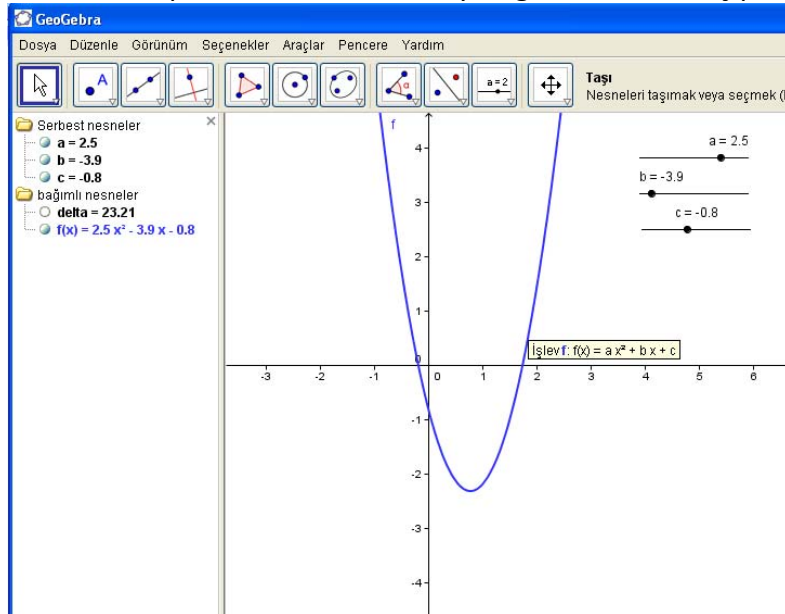 GeoGebra
Dosya Düzenle Görünüm Seçenekler Araçlar Pencere Yardım
A
α
a = 2
Taşı
Nesneleri taşımak veya seçmek (
Serbest nesneler
a = 2.5
b = -3.9
c = -0.8
bağımlı nesneler
delta = 23.21
f(x) = 2.5 x² - 3.9 x - 0.8
f
a = 2.5
b = -3.9
c = -0.8
4
3
2
1
0
İşlev f: f(x) = a x² + b x + c
-3 -2 -1 0 1 2 3 4 5 6
-1
-2
-3
-4